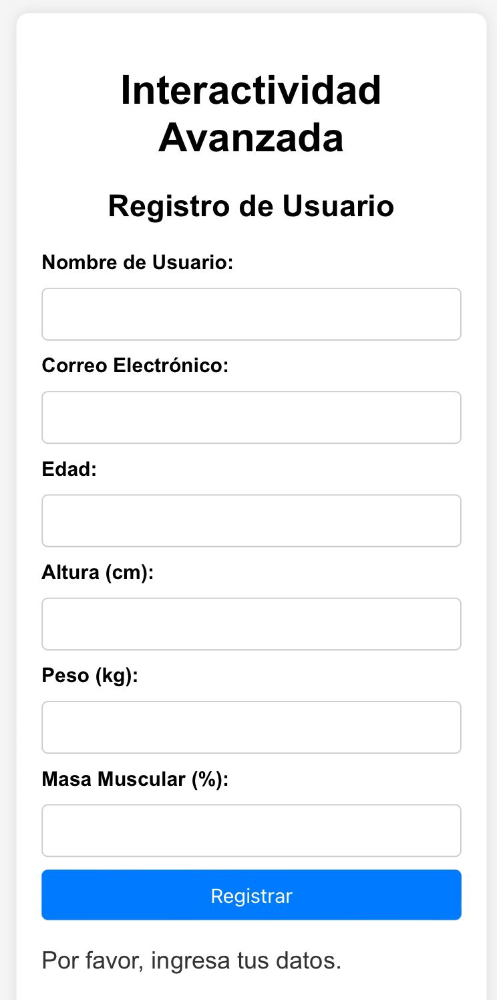 Interactividad
Avanzada
Registro de Usuario
Nombre de Usuario:
Correo Electrónico:
Edad:
Altura (cm):
Peso (kg):
Masa Muscular (%):
Registrar
Por favor, ingresa tus datos.